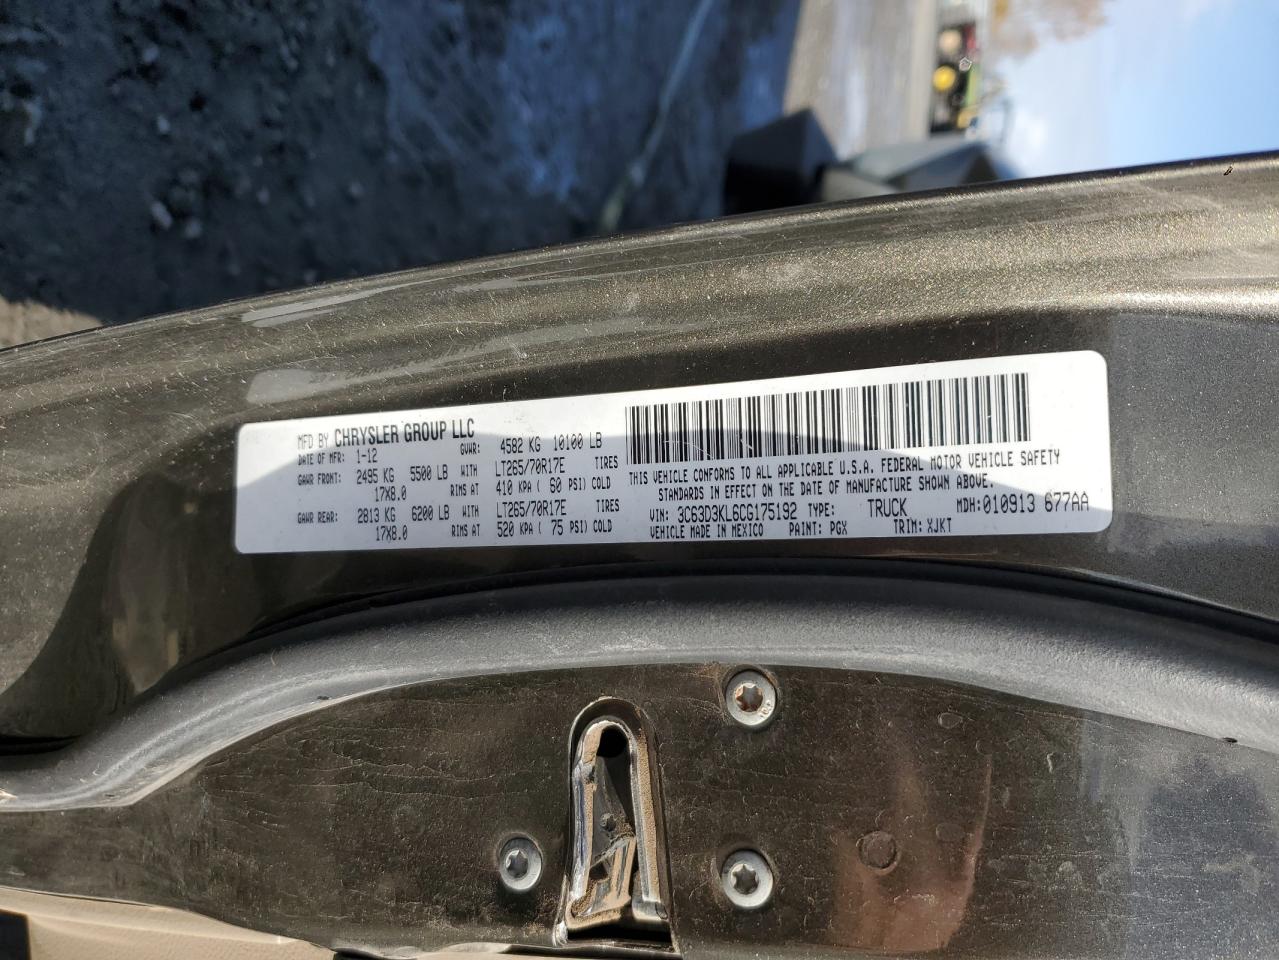 MFD BY CHRYSLER GROUP LLC
DATE OF MFR: 1-12 GVWR: 4582 KG 10100 LB
GAWR FRONT: 2495 KG 5500 LB WITH LT265/70R17E TIRES
17X8.0 RIMS AT 410 KPA ( 60 PSI) COLD
GAWR REAR: 2813 KG 6200 LB WITH LT265/70R17E TIRES
17X8.0 RIMS AT 520 KPA ( 75 PSI) COLD
THIS VEHICLE CONFORMS TO ALL APPLICABLE U.S.A. FEDERAL MOTOR VEHICLE SAFETY
STANDARDS IN EFFECT ON THE DATE OF MANUFACTURE SHOWN ABOVE.
VIN: 3C63D3KL6CG175192 TYPE: TRUCK MDH: 010913 677AA
VEHICLE MADE IN MEXICO PAINT: PGX TRIM: XJKT